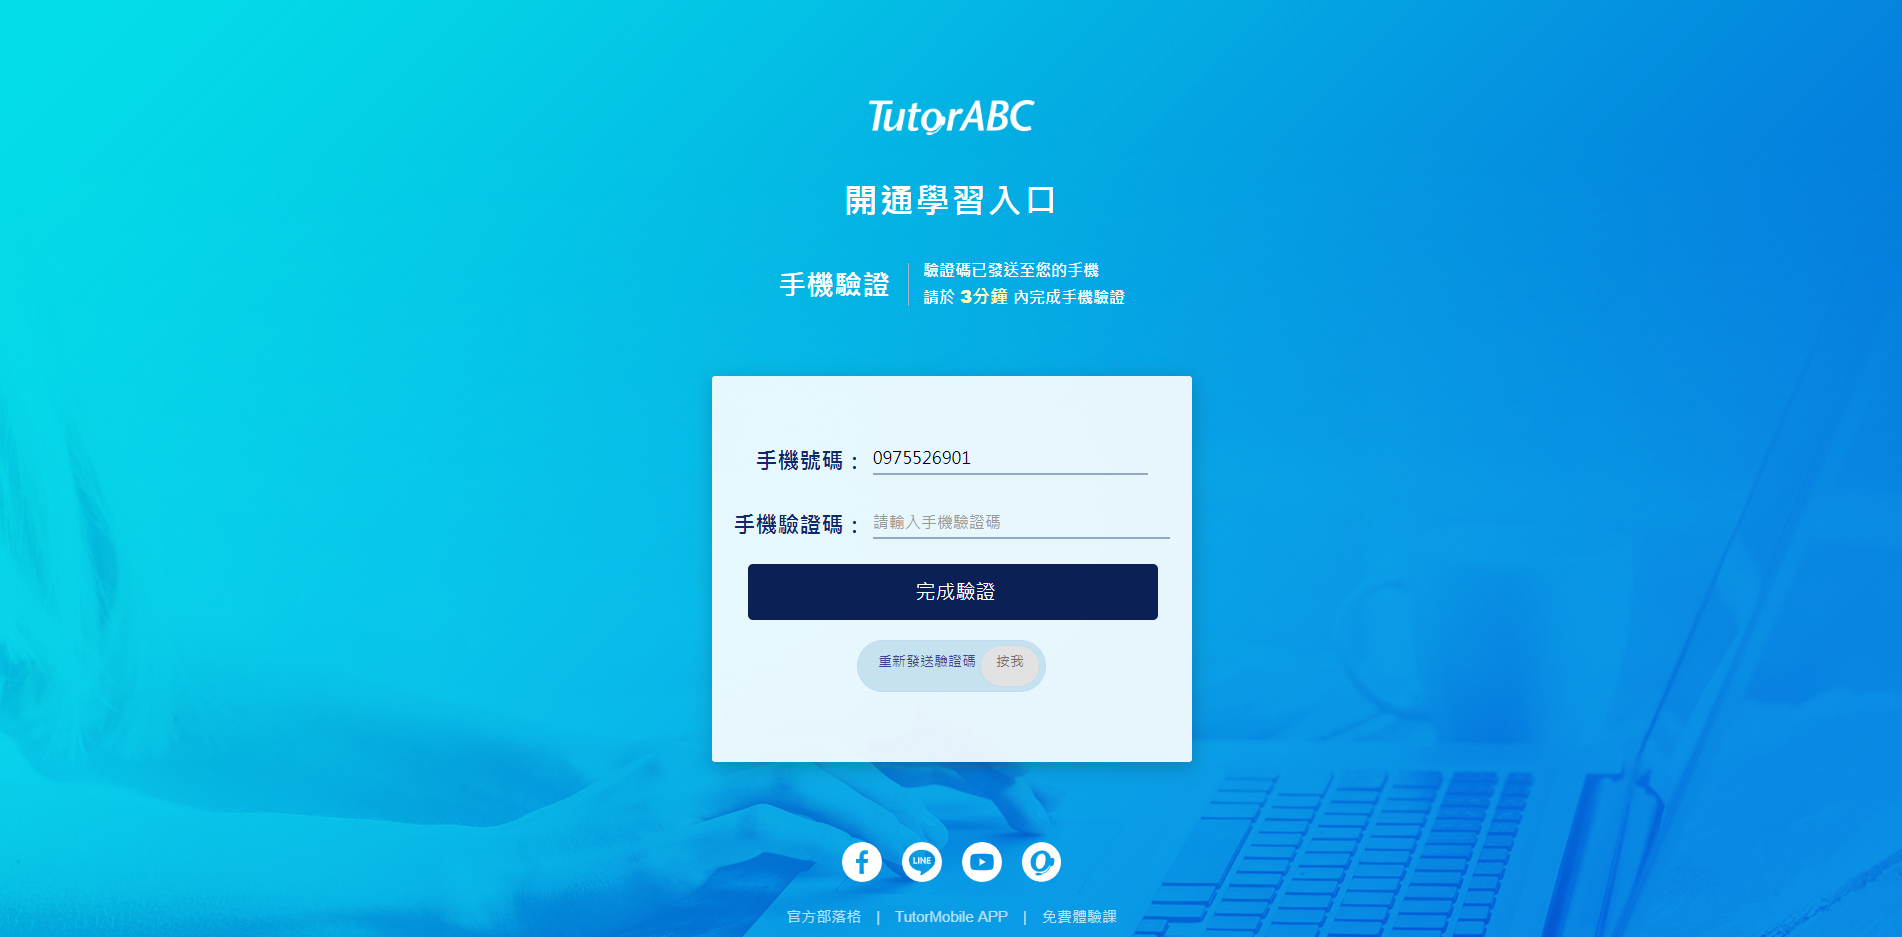 TutorABC
開通學習入口
手機驗證
驗證碼已發送至您的手機
請於 3分鐘 內完成手機驗證
手機號碼： 0975526901
手機驗證碼： 請輸入手機驗證碼
完成驗證
重新發送驗證碼 按我
LINE
官方部落格 | TutorMobile APP | 免費體驗課